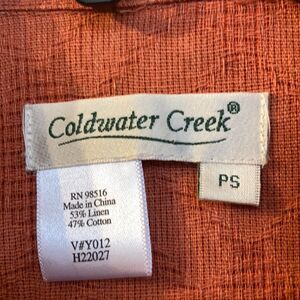 Coldwater Creek®
PS
RN 98516
Made in China
53% Linen
47% Cotton
V#Y012
H22027